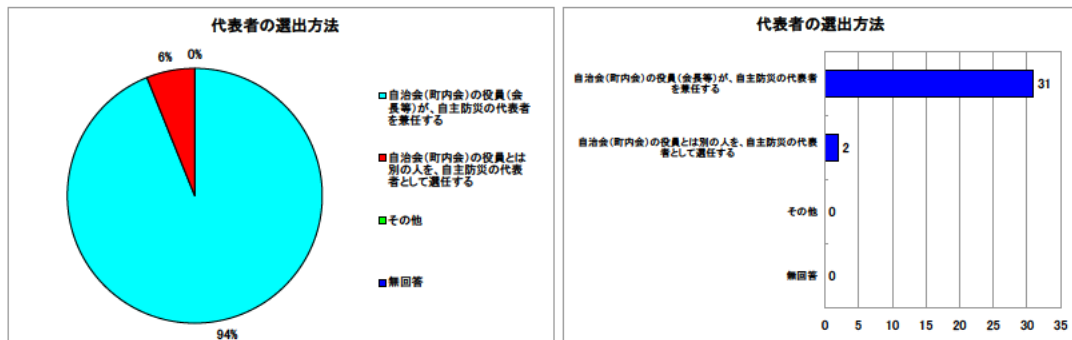 代表者の選出方法
6%
0%
94%
自治会(町内会)の役員(会
長等)が、自主防災の代表者
を兼任する
自治会(町内会)の役員とは
別の人を、自主防災の代表
者として選任する
その他
無回答
代表者の選出方法
自治会(町内会)の役員(会長等)が、自主防災の代表者
を兼任する
31
自治会(町内会)の役員とは別の人を、自主防災の代表
者として選任する
2
その他
0
無回答
0
0 5 10 15 20 25 30 35